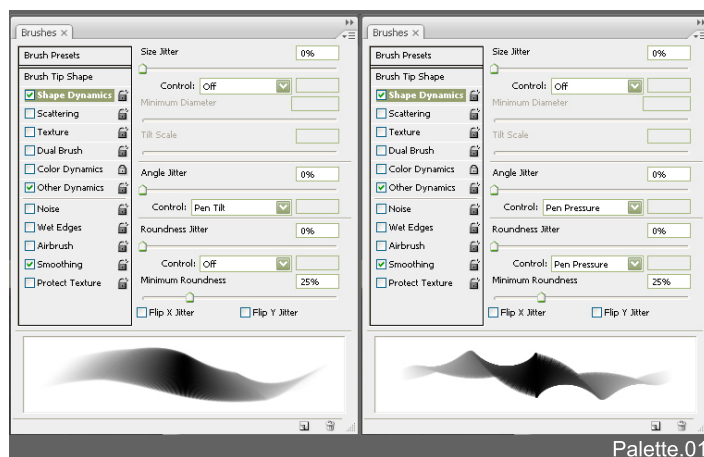 Brushes ×
Brush Presets
Brush Tip Shape
Shape Dynamics
Scattering
Texture
Dual Brush
Color Dynamics
Other Dynamics
Noise
Wet Edges
Airbrush
Smoothing
Protect Texture
Size Jitter 0%
Control: Off
Minimum Diameter
Tilt Scale
Angle Jitter 0%
Control: Pen Tilt
Roundness Jitter 0%
Control: Off
Minimum Roundness 25%
Flip X Jitter Flip Y Jitter
Brushes ×
Brush Presets
Brush Tip Shape
Shape Dynamics
Scattering
Texture
Dual Brush
Color Dynamics
Other Dynamics
Noise
Wet Edges
Airbrush
Smoothing
Protect Texture
Size Jitter 0%
Control: Off
Minimum Diameter
Tilt Scale
Angle Jitter 0%
Control: Pen Pressure
Roundness Jitter 0%
Control: Pen Pressure
Minimum Roundness 25%
Flip X Jitter Flip Y Jitter
Palette.01